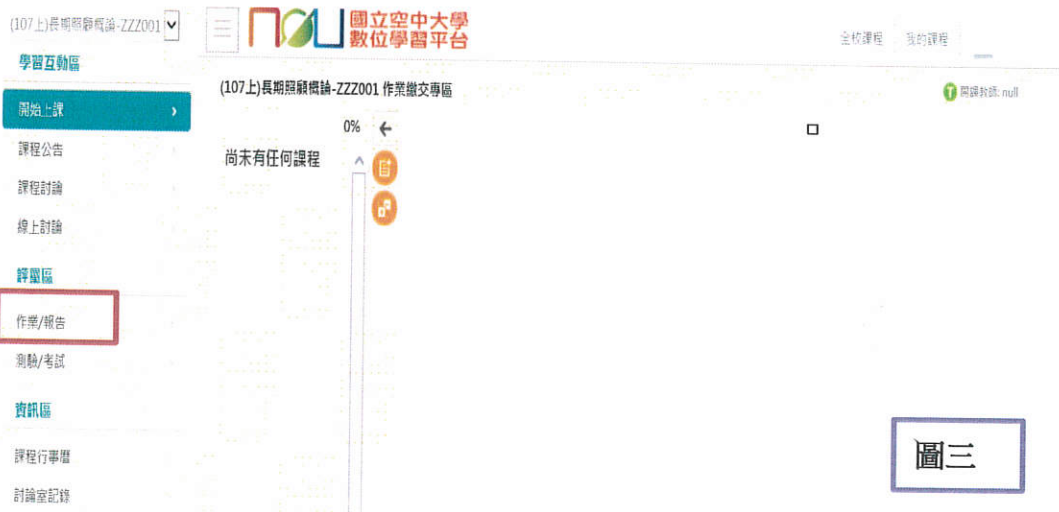 (107上)長期照顧概論-ZZZ001
學習互動區
開始上課
課程公告
課程討論
線上討論
評量區
作業/報告
測驗/考試
資訊區
課程行事曆
討論室記錄
nou 國立空中大學
數位學習平台
全校課程 我的課程
(107上)長期照顧概論-ZZZ001 作業繳交專區
開課教師: null
0%
尚未有任何課程
圖三